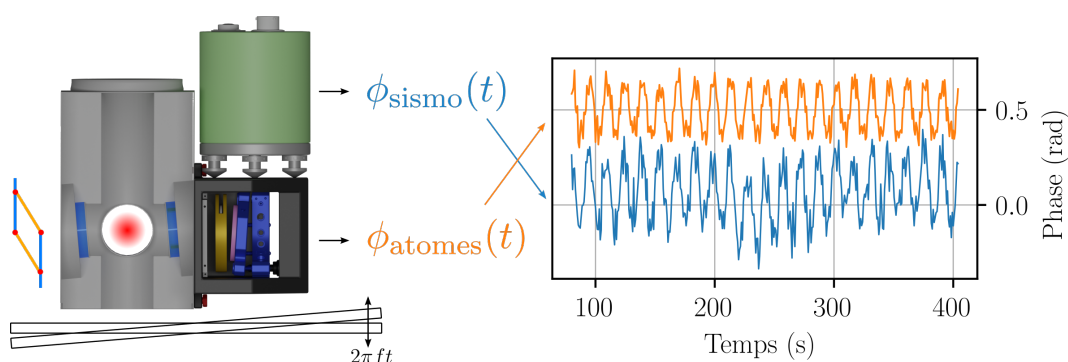 ϕsismo(t)
ϕatomes(t)
2πft
0.5
0.0
Phase (rad)
100
200
300
400
Temps (s)